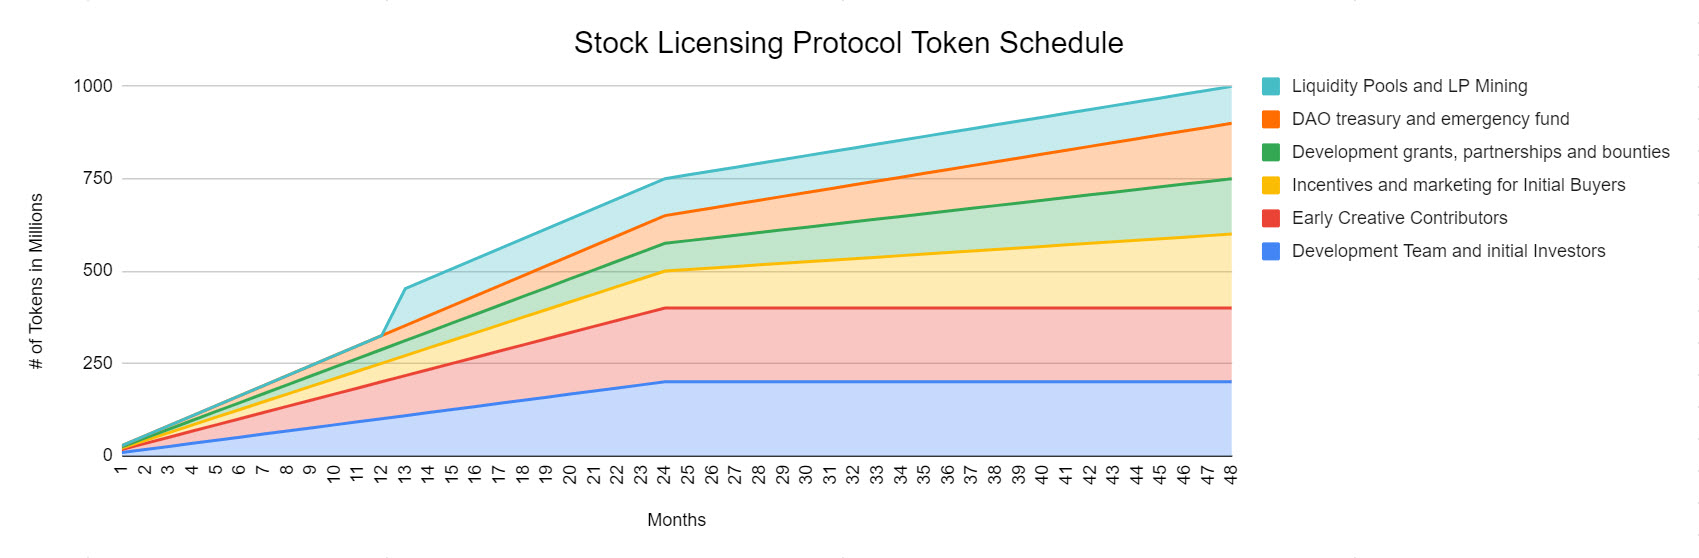 Stock Licensing Protocol Token Schedule
# of Tokens in Millions
1000
750
500
250
0
1 2 3 4 5 6 7 8 9 10 11 12 13 14 15 16 17 18 19 20 21 22 23 24 25 26 27 28 29 30 31 32 33 34 35 36 37 38 39 40 41 42 43 44 45 46 47 48
Months
Liquidity Pools and LP Mining
DAO treasury and emergency fund
Development grants, partnerships and bounties
Incentives and marketing for Initial Buyers
Early Creative Contributors
Development Team and initial Investors